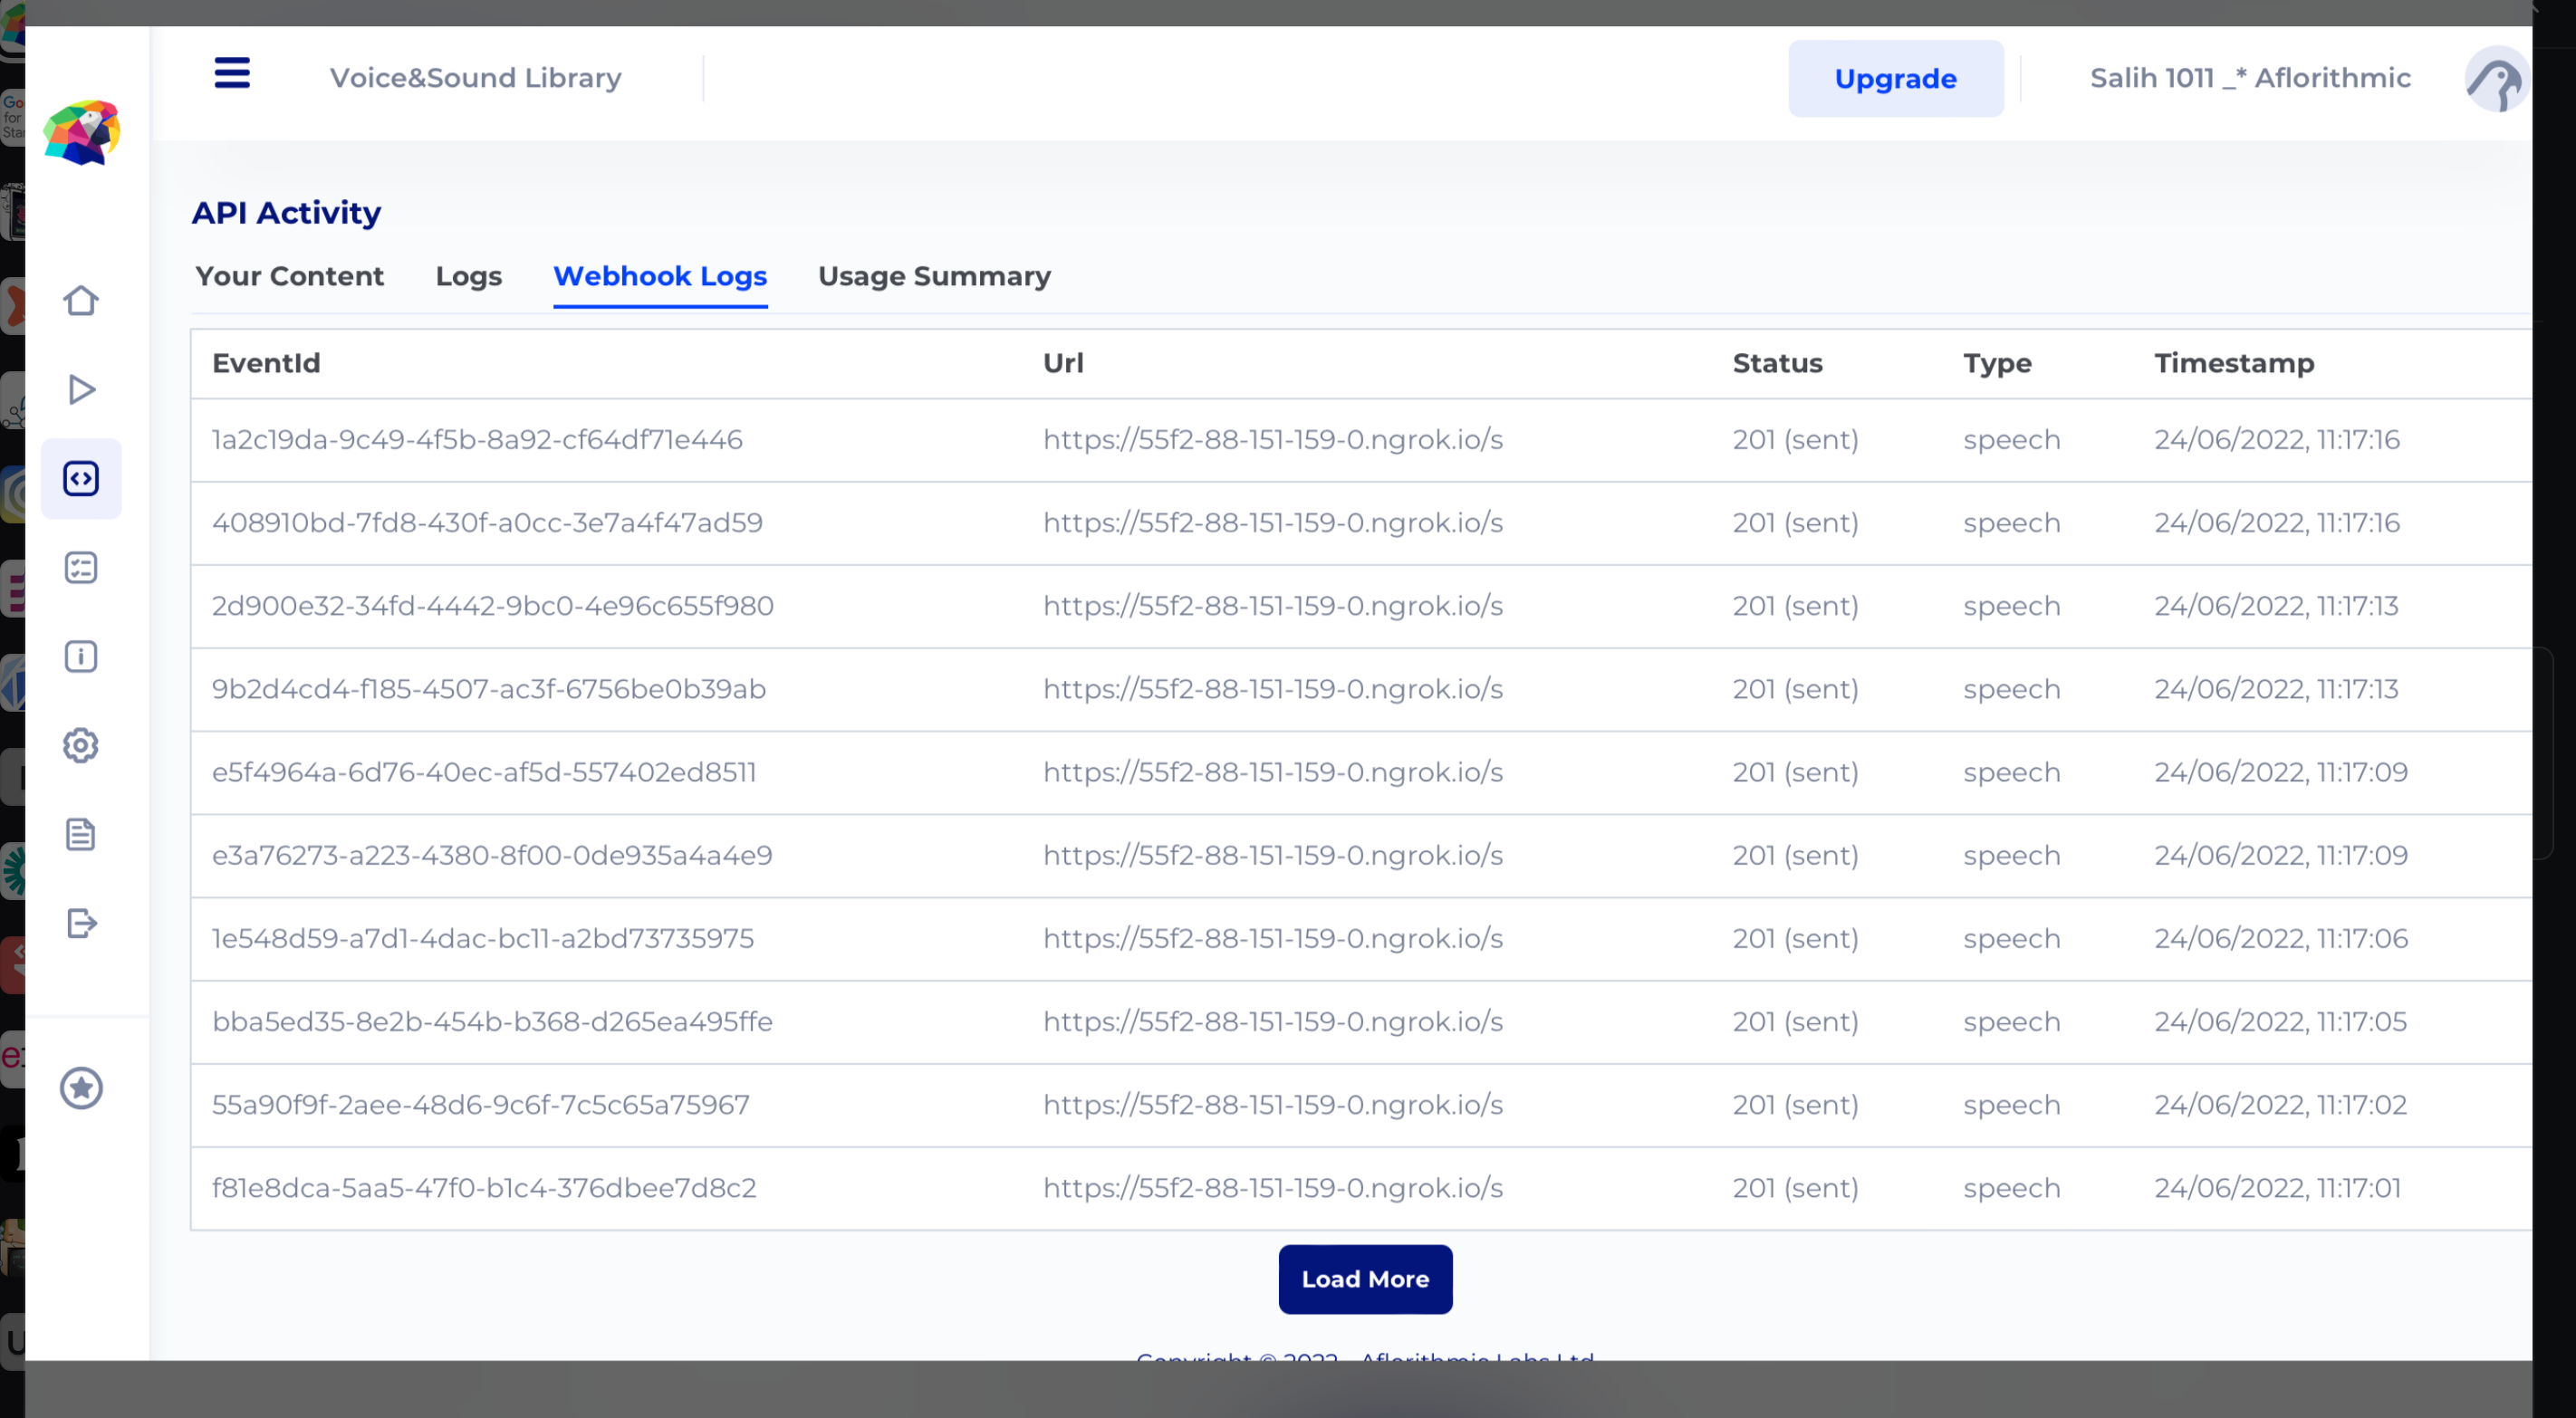 Voice&Sound Library
Upgrade
Salih 1011 _* Aflorithmic
API Activity
Your Content Logs Webhook Logs Usage Summary
EventId Url Status Type Timestamp
1a2c19da-9c49-4f5b-8a92-cf64df71e446 https://55f2-88-151-159-0.ngrok.io/s 201 (sent) speech 24/06/2022, 11:17:16
408910bd-7fd8-430f-a0cc-3e7a4f47ad59 https://55f2-88-151-159-0.ngrok.io/s 201 (sent) speech 24/06/2022, 11:17:16
2d900e32-34fd-4442-9bc0-4e96c655f980 https://55f2-88-151-159-0.ngrok.io/s 201 (sent) speech 24/06/2022, 11:17:13
9b2d4cd4-f185-4507-ac3f-6756be0b39ab https://55f2-88-151-159-0.ngrok.io/s 201 (sent) speech 24/06/2022, 11:17:13
e5f4964a-6d76-40ec-af5d-557402ed8511 https://55f2-88-151-159-0.ngrok.io/s 201 (sent) speech 24/06/2022, 11:17:09
e3a76273-a223-4380-8f00-0de935a4a4e9 https://55f2-88-151-159-0.ngrok.io/s 201 (sent) speech 24/06/2022, 11:17:09
1e548d59-a7d1-4dac-bc11-a2bd73735975 https://55f2-88-151-159-0.ngrok.io/s 201 (sent) speech 24/06/2022, 11:17:06
bba5ed35-8e2b-454b-b368-d265ea495ffe https://55f2-88-151-159-0.ngrok.io/s 201 (sent) speech 24/06/2022, 11:17:05
55a90f9f-2aee-48d6-9c6f-7c5c65a75967 https://55f2-88-151-159-0.ngrok.io/s 201 (sent) speech 24/06/2022, 11:17:02
f81e8dca-5aa5-47f0-b1c4-376dbee7d8c2 https://55f2-88-151-159-0.ngrok.io/s 201 (sent) speech 24/06/2022, 11:17:01
Load More
Copyright © 2022 - Aflorithmic Labs Ltd